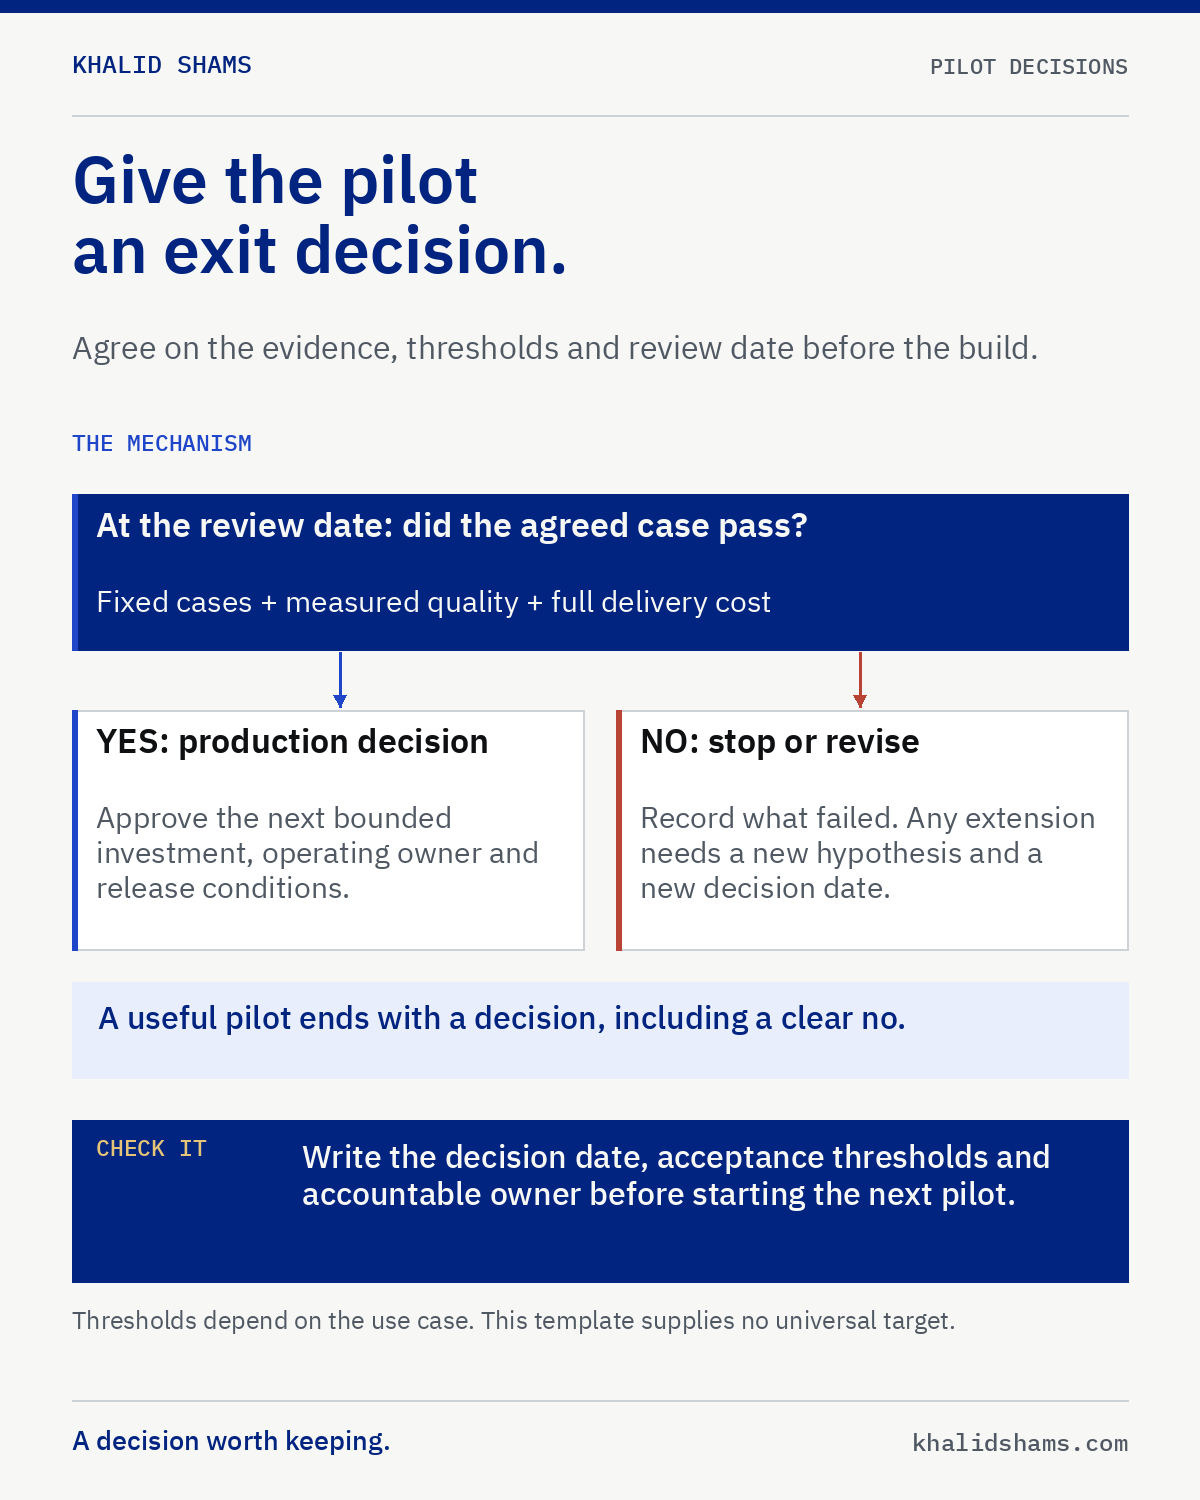 KHALID SHAMS
PILOT DECISIONS
Give the pilot
an exit decision.
Agree on the evidence, thresholds and review date before the build.
THE MECHANISM
At the review date: did the agreed case pass?
Fixed cases + measured quality + full delivery cost
YES: production decision
Approve the next bounded
investment, operating owner and
release conditions.
NO: stop or revise
Record what failed. Any extension
needs a new hypothesis and a
new decision date.
A useful pilot ends with a decision, including a clear no.
CHECK IT
Write the decision date, acceptance thresholds and
accountable owner before starting the next pilot.
Thresholds depend on the use case. This template supplies no universal target.
A decision worth keeping.
khalidshams.com